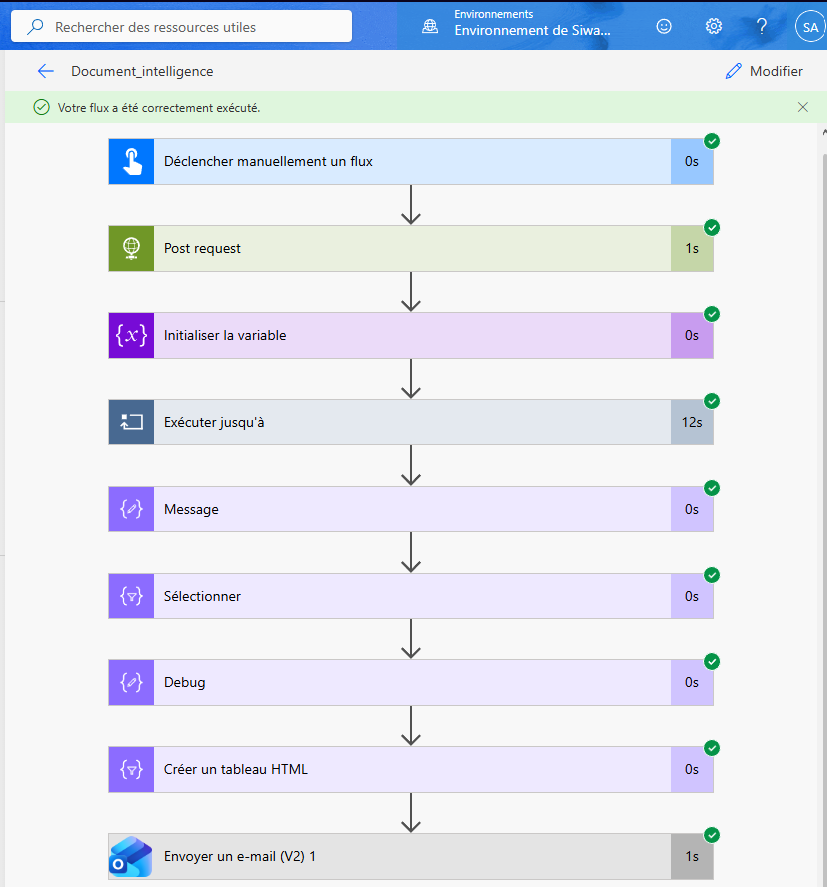 Rechercher des ressources utiles
Environnements
Environnement de Siwa...
?
SA
Document_intelligence
Modifier
Votre flux a été correctement exécuté.
Déclencher manuellement un flux
0s
Post request
1s
{x}
Initialiser la variable
0s
Exécuter jusqu'à
12s
Message
0s
Sélectionner
0s
Debug
0s
Créer un tableau HTML
0s
Envoyer un e-mail (V2) 1
1s